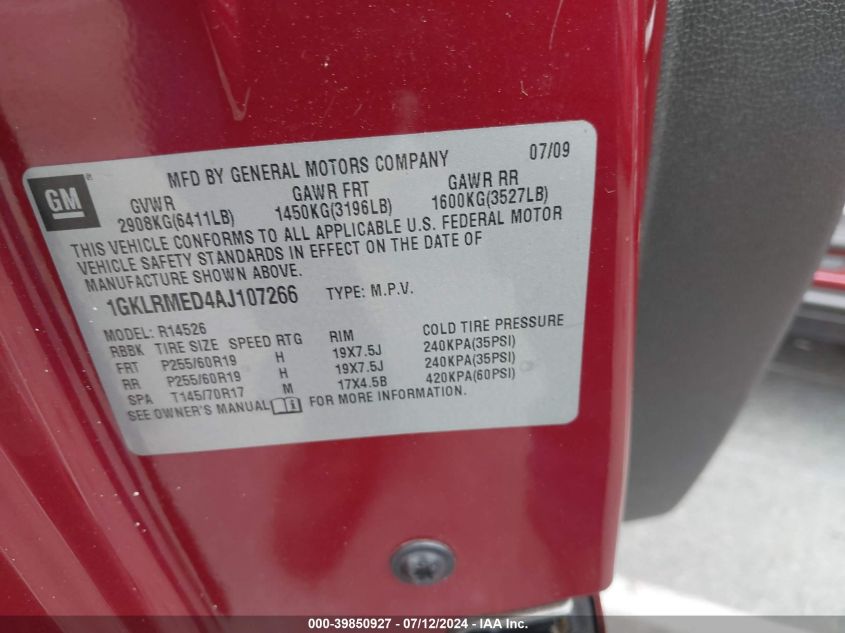 MFD BY GENERAL MOTORS COMPANY 07/09
GM
GVWR GAWR FRT GAWR RR
2908KG(6411LB) 1450KG(3196LB) 1600KG(3527LB)
THIS VEHICLE CONFORMS TO ALL APPLICABLE U.S. FEDERAL MOTOR
VEHICLE SAFETY STANDARDS IN EFFECT ON THE DATE OF
MANUFACTURE SHOWN ABOVE.
1GKLRMED4AJ107266 TYPE: M.P.V.
MODEL: R14526
RBBK TIRE SIZE SPEED RTG RIM COLD TIRE PRESSURE
FRT P255/60R19 H 19X7.5J 240KPA(35PSI)
RR P255/60R19 H 19X7.5J 240KPA(35PSI)
SPA T145/70R17 M 17X4.5B 420KPA(60PSI)
SEE OWNER'S MANUAL FOR MORE INFORMATION.
000-39850927 - 07/12/2024 - IAA Inc.